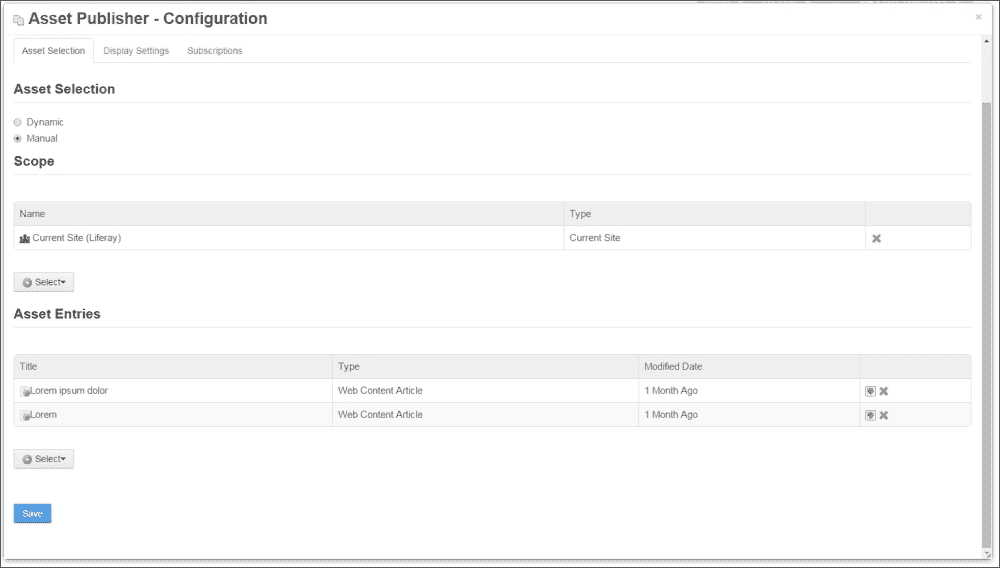 Asset Publisher - Configuration
Asset Selection Display Settings Subscriptions
Asset Selection
Dynamic
Manual
Scope
Name Type
Current Site (Liferay) Current Site
Select
Asset Entries
Title Type Modified Date
Lorem ipsum dolor Web Content Article 1 Month Ago
Lorem Web Content Article 1 Month Ago
Select
Save